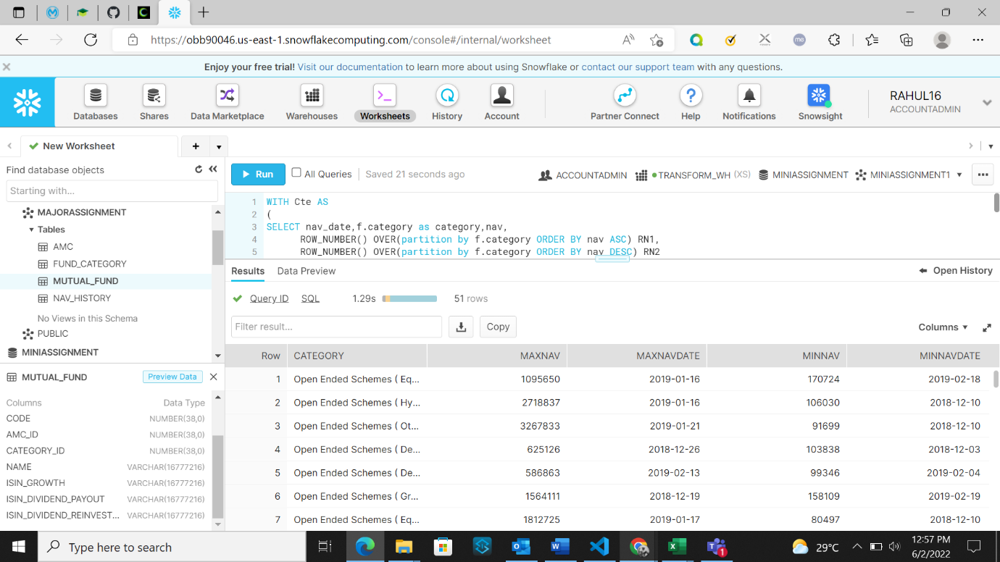 https://obb90046.us-east-1.snowflakecomputing.com/console#/internal/worksheet
Enjoy your free trial! Visit our documentation to learn more about using Snowflake or contact our support team with any questions.
Databases Shares Data Marketplace Warehouses Worksheets History Account Partner Connect Help Notifications Snowsight
RAHUL16
ACCOUNTADMIN
New Worksheet
Find database objects
Starting with...
MAJORASSIGNMENT
Tables
AMC
FUND_CATEGORY
MUTUAL_FUND
NAV_HISTORY
No Views in this Schema
PUBLIC
MINIASSIGNMENT
MUTUAL_FUND Preview Data
Columns Data Type
CODE NUMBER(38,0)
AMC_ID NUMBER(38,0)
CATEGORY_ID NUMBER(38,0)
NAME VARCHAR(16777216)
ISIN_GROWTH VARCHAR(16777216)
ISIN_DIVIDEND_PAYOUT VARCHAR(16777216)
ISIN_DIVIDEND_REINVEST... VARCHAR(16777216)
Run All Queries Saved 21 seconds ago ACCOUNTADMIN TRANSFORM_WH (XS) MINIASSIGNMENT MINIASSIGNMENT1
1 WITH Cte AS
2 (
3 SELECT nav_date,f.category as category,nav,
4 ROW_NUMBER() OVER(partition by f.category ORDER BY nav ASC) RN1,
5 ROW_NUMBER() OVER(partition by f.category ORDER BY nav DESC) RN2
Results Data Preview Open History
Query ID SQL 1.29s 51 rows
Filter result... Copy Columns
Row CATEGORY MAXNAV MAXNAVDATE MINNAV MINNAVDATE
1 Open Ended Schemes ( Eq... 1095650 2019-01-16 170724 2019-02-18
2 Open Ended Schemes ( Hy... 2718837 2019-01-16 106030 2018-12-10
3 Open Ended Schemes ( Ot... 3267833 2019-01-21 91699 2018-12-10
4 Open Ended Schemes ( De... 625126 2018-12-26 103838 2018-12-03
5 Open Ended Schemes ( De... 586863 2019-02-13 99346 2019-02-04
6 Open Ended Schemes ( Gr... 1564111 2018-12-19 158109 2019-02-19
7 Open Ended Schemes ( Eq... 1812725 2019-01-17 80497 2018-12-10
Type here to search
1
29°C
12:57 PM
6/2/2022